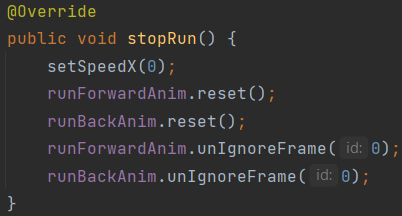 @Override
public void stopRun() {
setSpeedX(0);
runForwardAnim.reset();
runBackAnim.reset();
runForwardAnim.unIgnoreFrame( id: 0);
runBackAnim.unIgnoreFrame( id: 0);
}